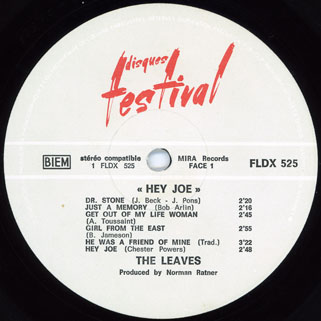 disques
festival
BIEM
stéréo compatible
1 FLDX 525
MIRA Records
FACE 1
FLDX 525
« HEY JOE »
DR. STONE (J. Beck - J. Pons) 2'20
JUST A MEMORY (Bob Arlin) 2'16
GET OUT OF MY LIFE WOMAN 2'45
(A. Toussaint)
GIRL FROM THE EAST 2'55
(B. Jameson)
HE WAS A FRIEND OF MINE (Trad.) 3'22
HEY JOE (Chester Powers) 2'48
THE LEAVES
Produced by Norman Ratner